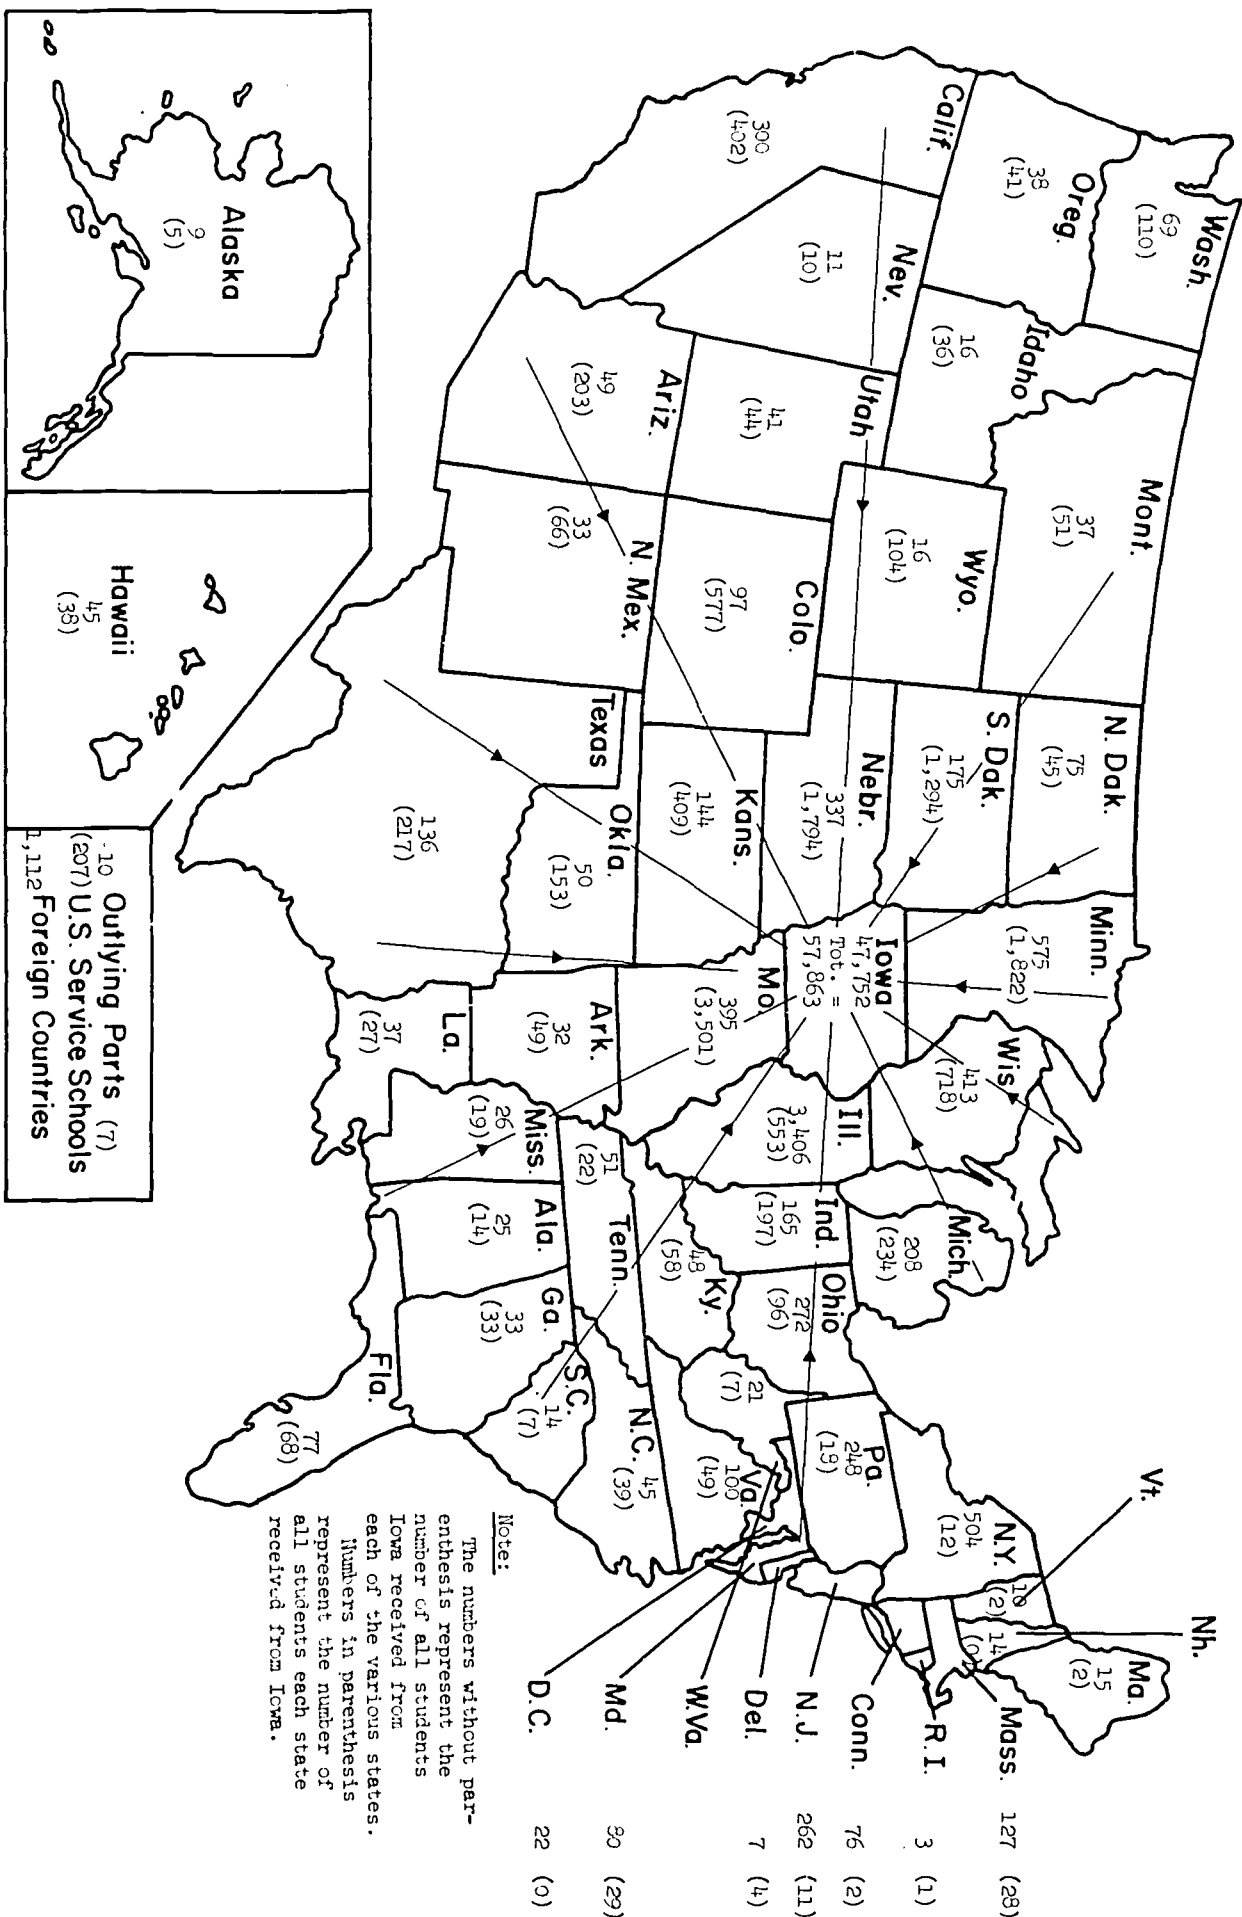 Wash.
69
(110)
Oreg.
38
(41)
Calif.
300
(402)
Nev.
11
(10)
Idaho
16
(36)
Mont.
37
(51)
Wyo.
16
(104)
Utah
41
(44)
Ariz.
49
(203)
Colo.
97
(577)
N. Mex.
33
(66)
N. Dak.
75
(45)
S. Dak.
175
(1,294)
Nebr.
337
(1,794)
Kans.
144
(409)
Okla.
50
(153)
Texas
136
(217)
Minn.
575
(1,822)
Iowa
47,752
Tot. =
57,863
Mo.
395
(3,501)
Ark.
32
(49)
La.
37
(27)
Wis.
413
(718)
Ill.
3,406
(553)
Mich.
208
(234)
Ind.
165
(197)
Ohio
272
(96)
Ky.
48
(58)
Tenn.
51
(22)
Miss.
26
(19)
Ala.
25
(14)
Ga.
33
(33)
Fla.
77
(68)
S.C.
14
(7)
N.C.
45
(39)
Va.
100
(49)
21
(7)
Pa.
248
(18)
N.Y.
504
(12)
Vt.
10
(2)
Nh.
14
(0)
Ma.
15
(2)
Mass. 127 (28)
R.I. 3 (1)
Conn. 76 (2)
N.J. 262 (11)
Del. 7 (4)
W.Va.
Md. 80 (29)
D.C. 22 (0)
Alaska
9
(5)
Hawaii
45
(38)
10 Outlying Parts (7)
(207) U.S. Service Schools
1,112 Foreign Countries
Note:
The numbers without par-
enthesis represent the
number of all students
Iowa received from
each of the various states.
Numbers in parenthesis
represent the number of
all students each state
received from Iowa.